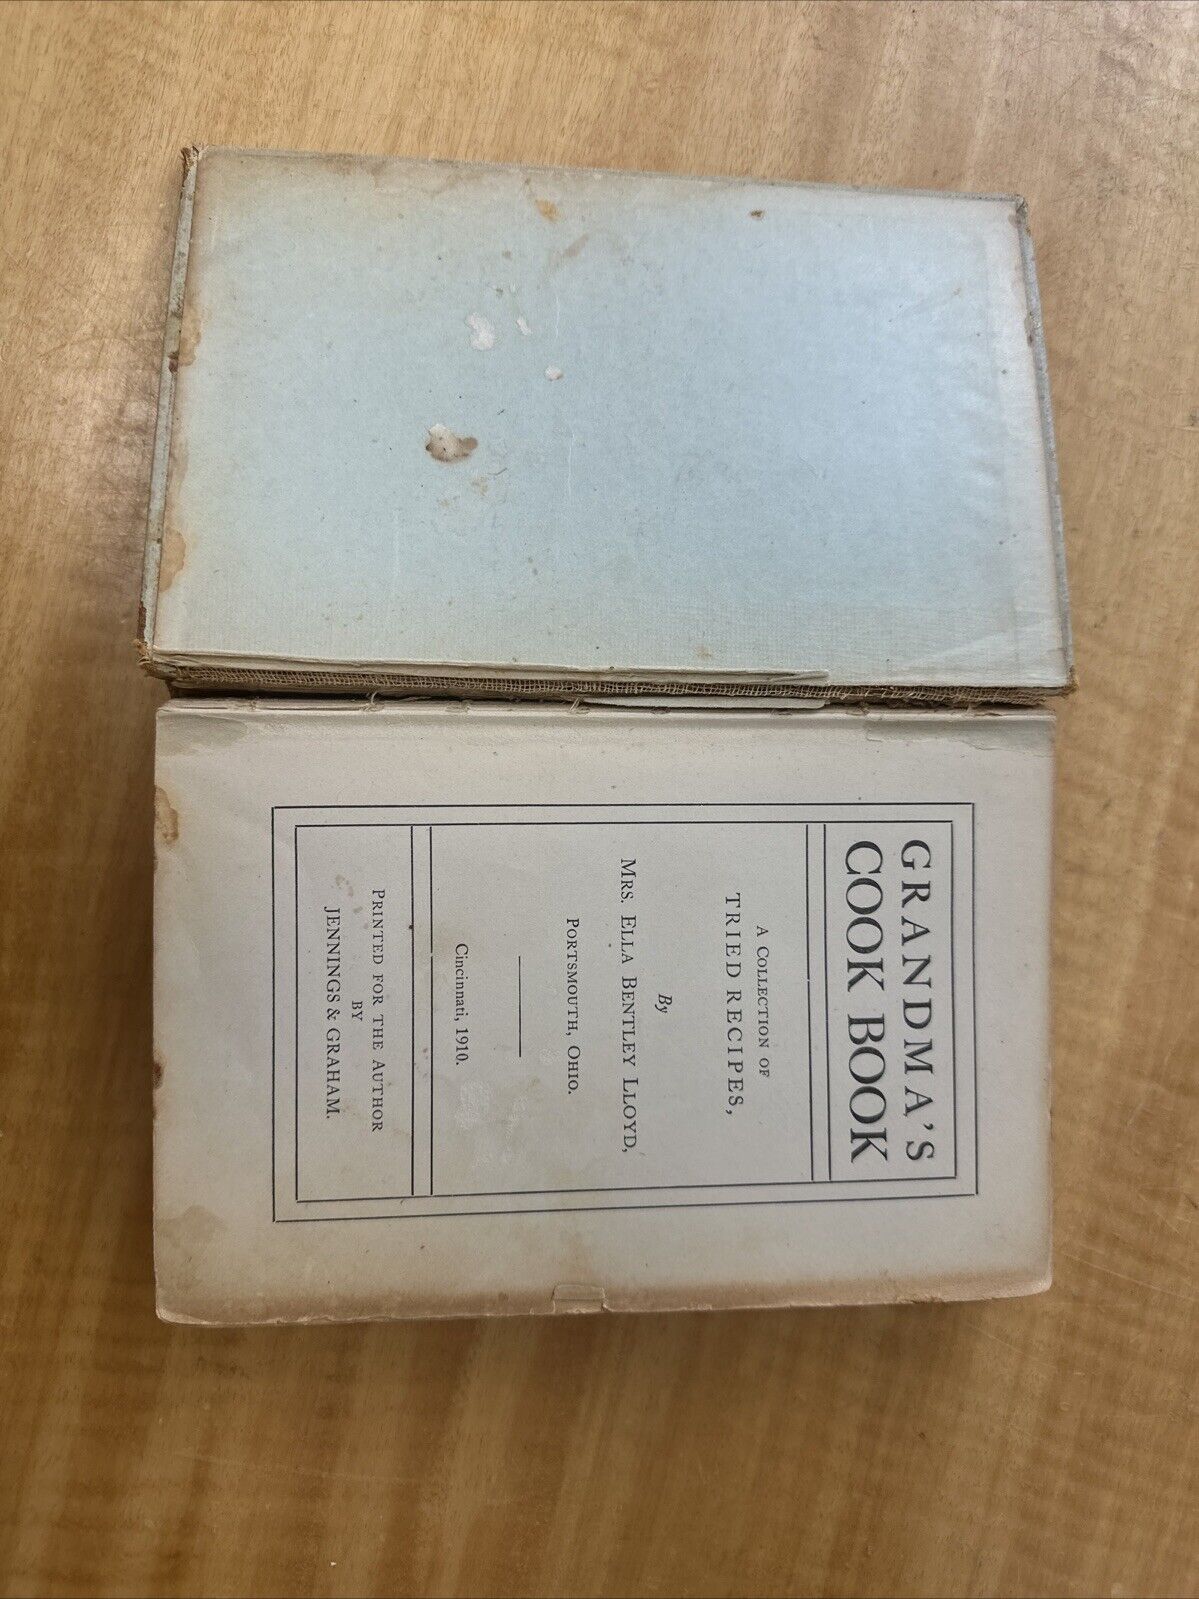 GRANDMA'S
COOK BOOK
A COLLECTION OF
TRIED RECIPES,
By
MRS. ELLA BENTLEY LLOYD,
PORTSMOUTH, OHIO.
Cincinnati, 1910.
PRINTED FOR THE AUTHOR
BY
JENNINGS & GRAHAM.